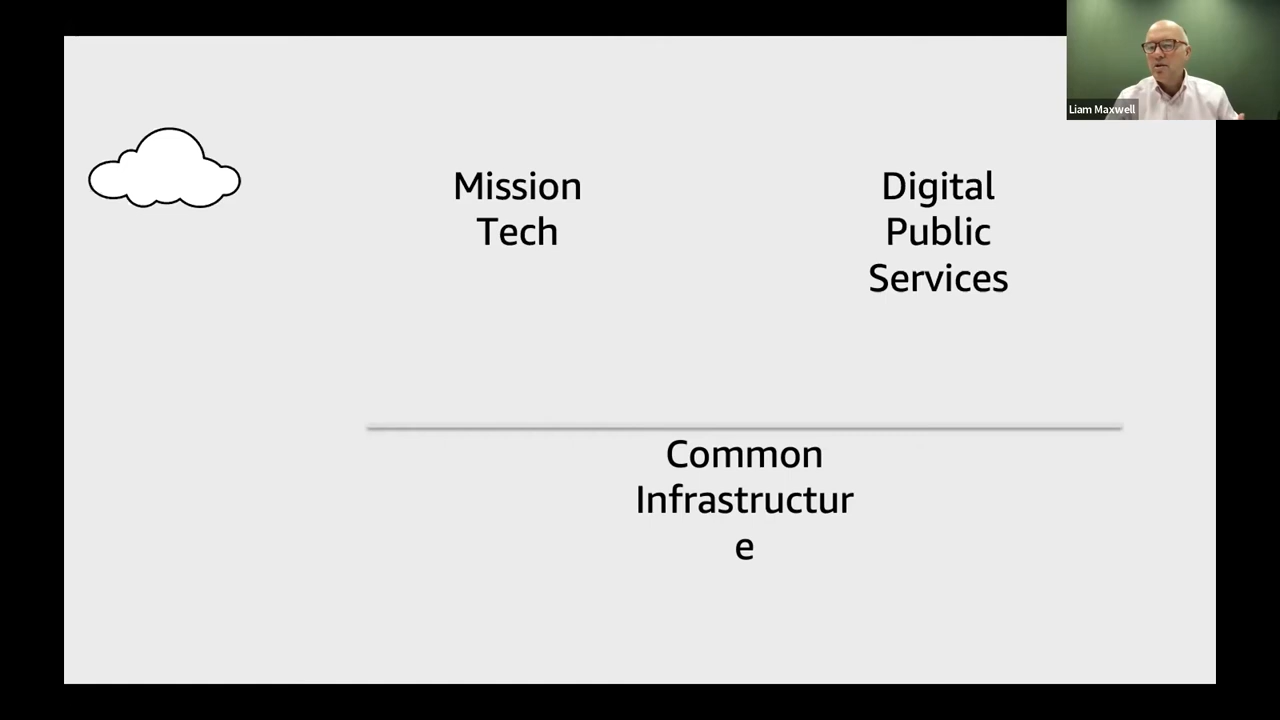 Liam Maxwell
Mission
Tech
Digital
Public
Services
Common
Infrastructur
e